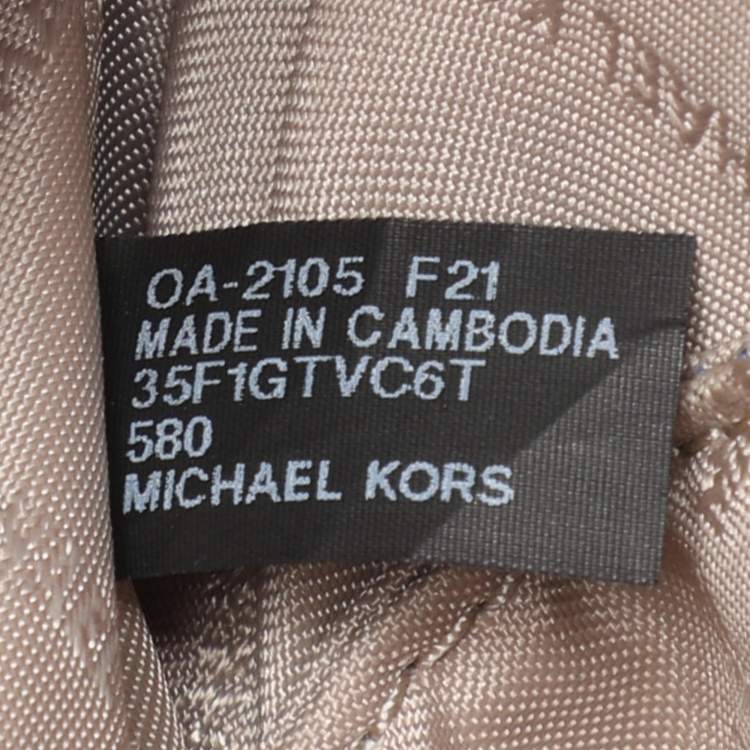 OA-2105 F21
MADE IN CAMBODIA
35F1GTVC6T
580
MICHAEL KORS